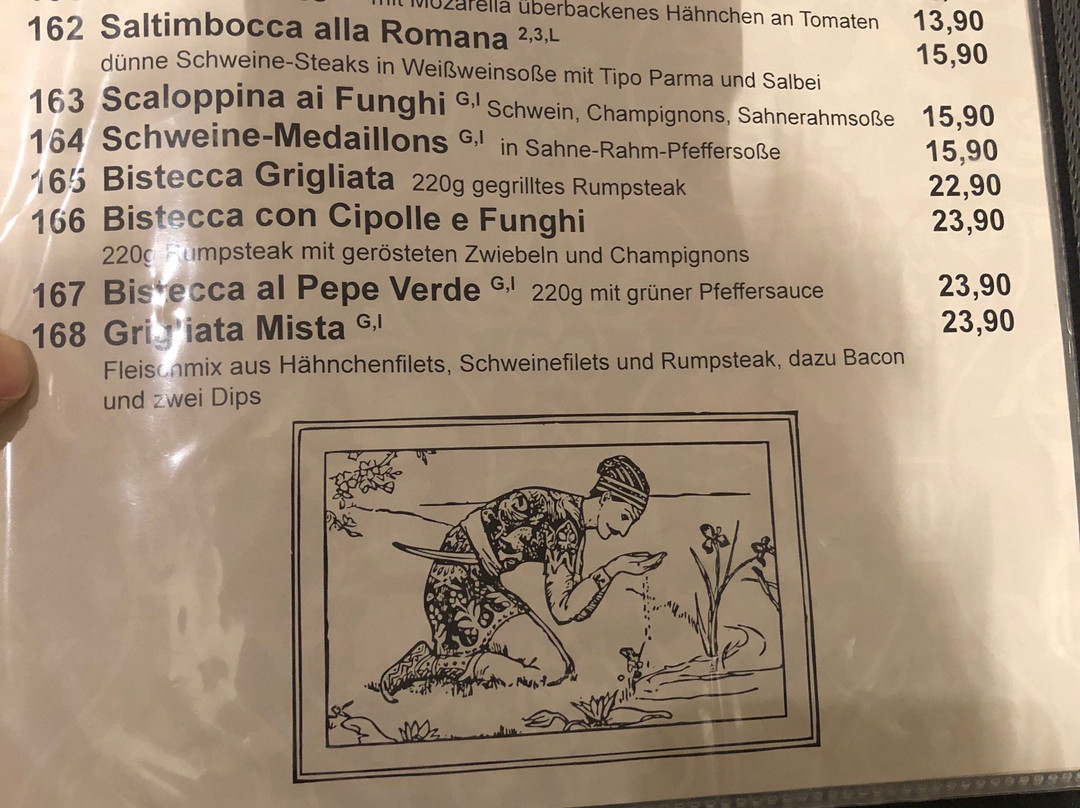 mit Mozarella überbackenes Hähnchen an Tomaten 13,90
162 Saltimbocca alla Romana 2,3,L 15,90
dünne Schweine-Steaks in Weißweinsoße mit Tipo Parma und Salbei
163 Scaloppina ai Funghi G,I Schwein, Champignons, Sahnerahmsoße 15,90
164 Schweine-Medaillons G,I in Sahne-Rahm-Pfeffersoße 15,90
165 Bistecca Grigliata 220g gegrilltes Rumpsteak 22,90
166 Bistecca con Cipolle e Funghi 23,90
220g Rumpsteak mit gerösteten Zwiebeln und Champignons
167 Bistecca al Pepe Verde G,I 220g mit grüner Pfeffersauce 23,90
168 Grigliata Mista G,I 23,90
Fleischmix aus Hähnchenfilets, Schweinefilets und Rumpsteak, dazu Bacon
und zwei Dips